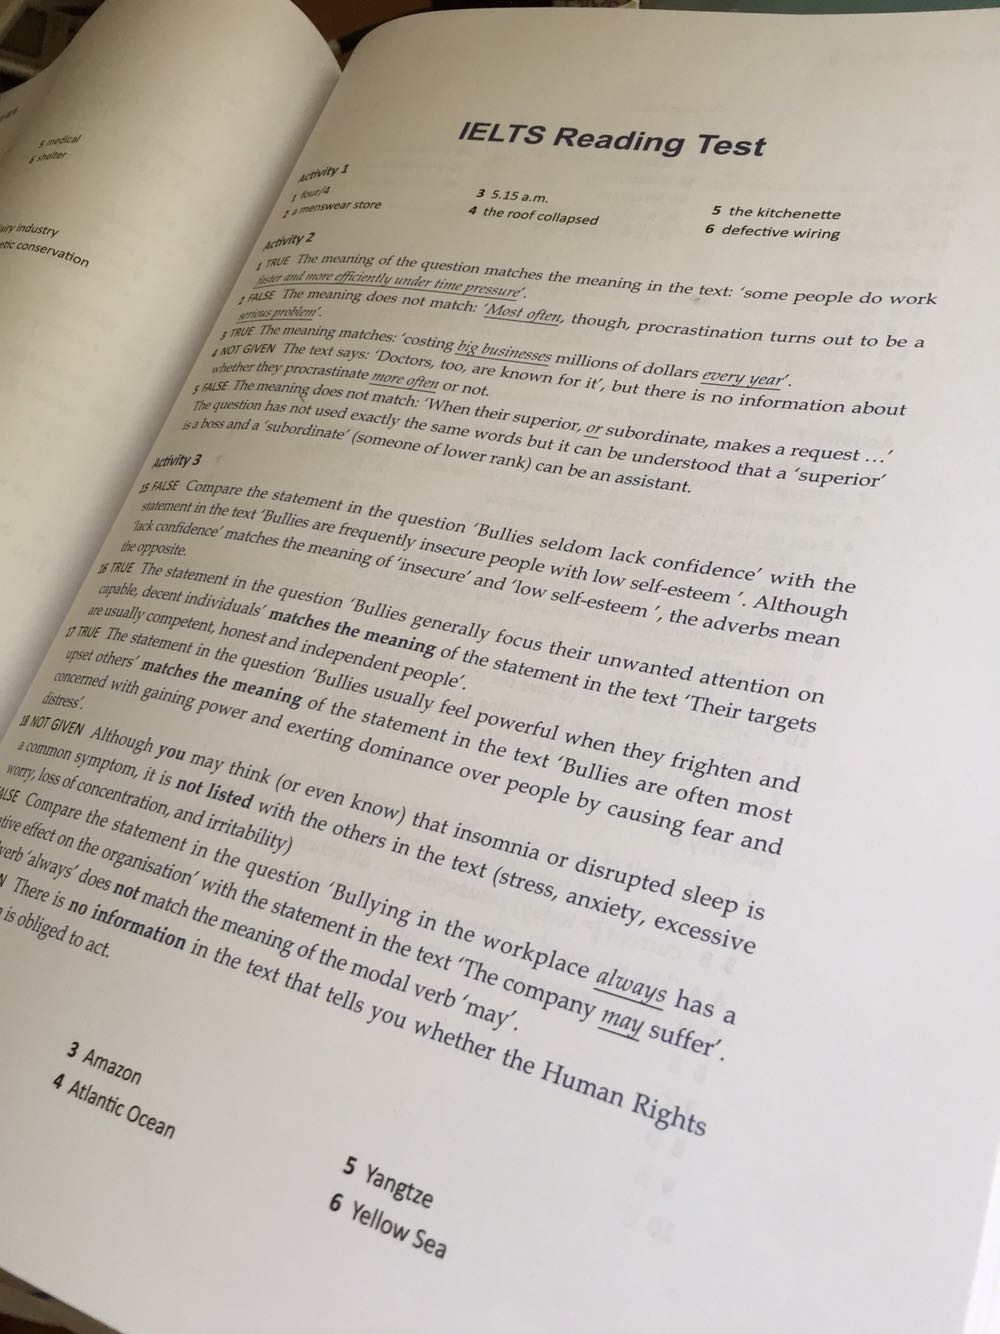 5 medical
6 shelter
industry
conservation
IELTS Reading Test
Activity 1
1 four/4
2 a menswear store
3 5.15 a.m.
4 the roof collapsed
5 the kitchenette
6 defective wiring
Activity 2
1 TRUE The meaning of the question matches the meaning in the text: ‘some people do work
faster and more efficiently under time pressure’.
2 FALSE The meaning does not match: ‘Most often, though, procrastination turns out to be a
serious problem’.
3 TRUE The meaning matches: ‘costing big businesses millions of dollars every year’.
4 NOT GIVEN The text says: ‘Doctors, too, are known for it’, but there is no information about
whether they procrastinate more often or not.
5 FALSE The meaning does not match: ‘When their superior, or subordinate, makes a request …’
The question has not used exactly the same words but it can be understood that a ‘superior’
is a boss and a ‘subordinate’ (someone of lower rank) can be an assistant.
Activity 3
15 FALSE Compare the statement in the question ‘Bullies seldom lack confidence’ with the
statement in the text ‘Bullies are frequently insecure people with low self-esteem ’. Although
‘lack confidence’ matches the meaning of ‘insecure’ and ‘low self-esteem ’, the adverbs mean
the opposite.
16 TRUE The statement in the question ‘Bullies generally focus their unwanted attention on
capable, decent individuals’ matches the meaning of the statement in the text ‘Their targets
are usually competent, honest and independent people’.
17 TRUE The statement in the question ‘Bullies usually feel powerful when they frighten and
upset others’ matches the meaning of the statement in the text ‘Bullies are often most
concerned with gaining power and exerting dominance over people by causing fear and
distress’.
18 NOT GIVEN Although you may think (or even know) that insomnia or disrupted sleep is
a common symptom, it is not listed with the others in the text (stress, anxiety, excessive
worry, loss of concentration, and irritability)
Compare the statement in the question ‘Bullying in the workplace always has a
effect on the organisation’ with the statement in the text ‘The company may suffer’.
verb ‘always’ does not match the meaning of the modal verb ‘may’.
There is no information in the text that tells you whether the Human Rights
is obliged to act.
3 Amazon
4 Atlantic Ocean
5 Yangtze
6 Yellow Sea